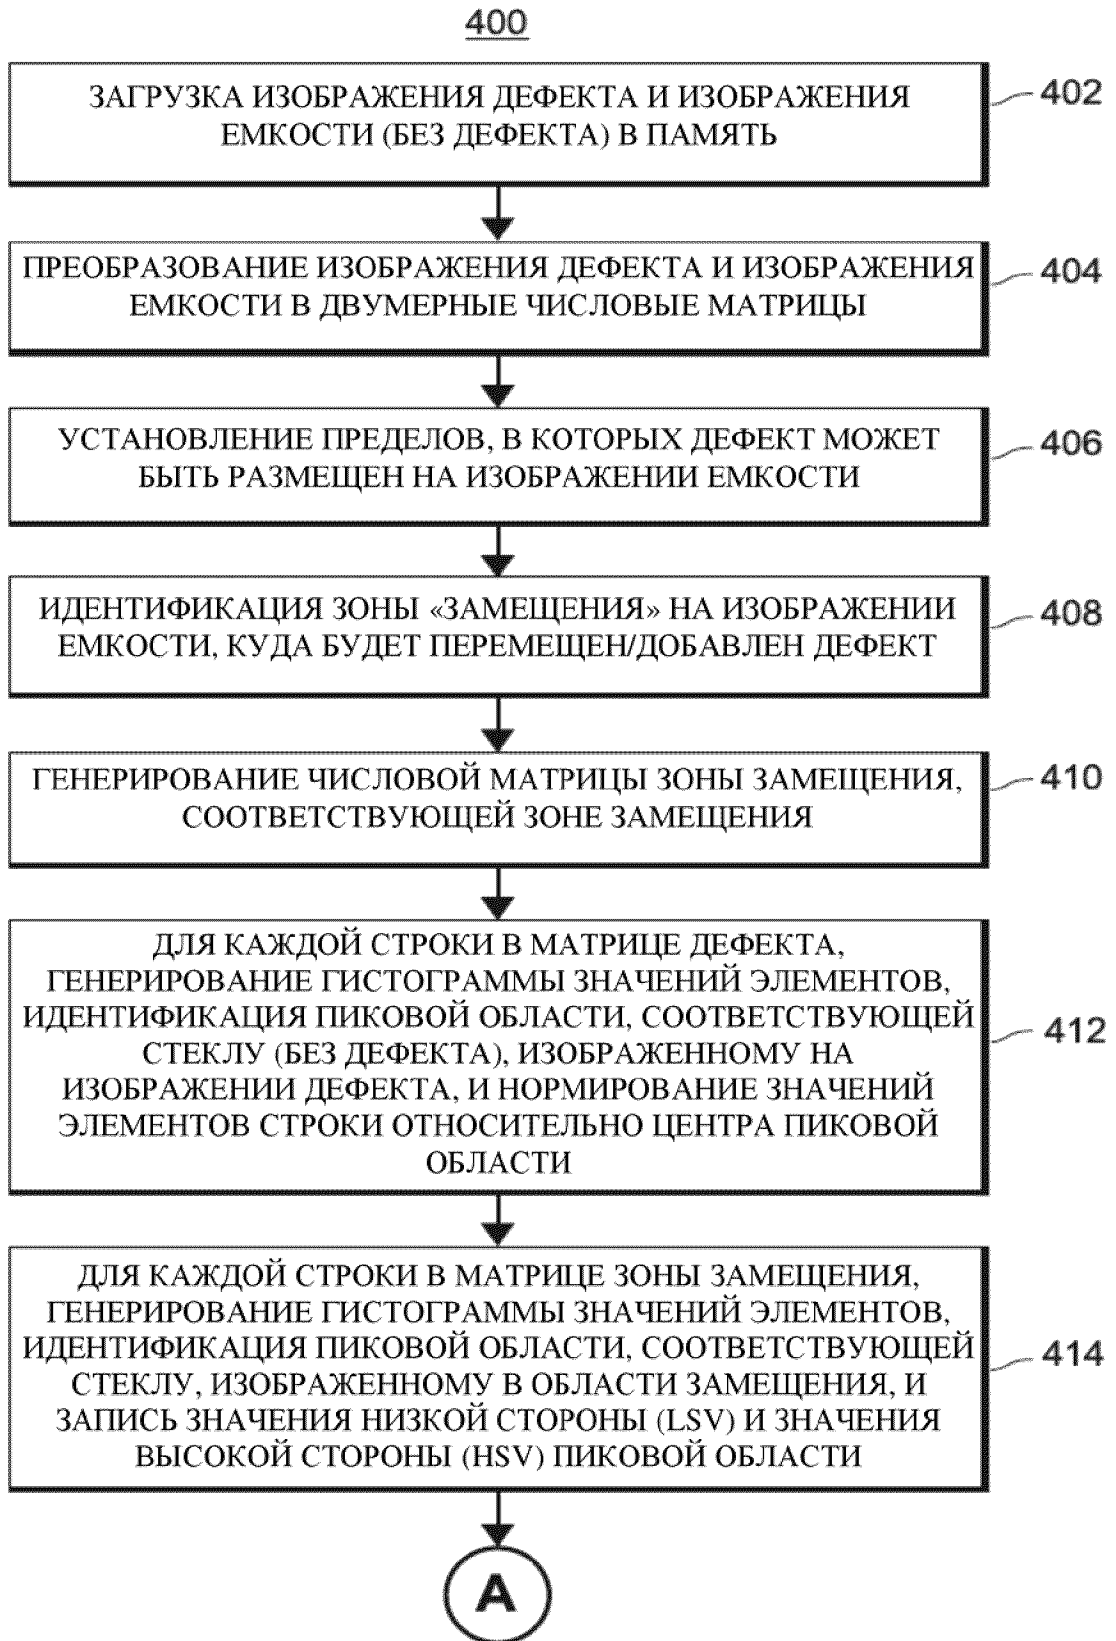 400
ЗАГРУЗКА ИЗОБРАЖЕНИЯ ДЕФЕКТА И ИЗОБРАЖЕНИЯ
ЕМКОСТИ (БЕЗ ДЕФЕКТА) В ПАМЯТЬ
402
ПРЕОБРАЗОВАНИЕ ИЗОБРАЖЕНИЯ ДЕФЕКТА И ИЗОБРАЖЕНИЯ
ЕМКОСТИ В ДВУМЕРНЫЕ ЧИСЛОВЫЕ МАТРИЦЫ
404
УСТАНОВЛЕНИЕ ПРЕДЕЛОВ, В КОТОРЫХ ДЕФЕКТ МОЖЕТ
БЫТЬ РАЗМЕЩЕН НА ИЗОБРАЖЕНИИ ЕМКОСТИ
406
ИДЕНТИФИКАЦИЯ ЗОНЫ «ЗАМЕЩЕНИЯ» НА ИЗОБРАЖЕНИИ
ЕМКОСТИ, КУДА БУДЕТ ПЕРЕМЕЩЕН/ДОБАВЛЕН ДЕФЕКТ
408
ГЕНЕРИРОВАНИЕ ЧИСЛОВОЙ МАТРИЦЫ ЗОНЫ ЗАМЕЩЕНИЯ,
СООТВЕТСТВУЮЩЕЙ ЗОНЕ ЗАМЕЩЕНИЯ
410
ДЛЯ КАЖДОЙ СТРОКИ В МАТРИЦЕ ДЕФЕКТА,
ГЕНЕРИРОВАНИЕ ГИСТОГРАММЫ ЗНАЧЕНИЙ ЭЛЕМЕНТОВ,
ИДЕНТИФИКАЦИЯ ПИКОВОЙ ОБЛАСТИ, СООТВЕТСТВУЮЩЕЙ
СТЕКЛУ (БЕЗ ДЕФЕКТА), ИЗОБРАЖЕННОМУ НА
ИЗОБРАЖЕНИИ ДЕФЕКТА, И НОРМИРОВАНИЕ ЗНАЧЕНИЙ
ЭЛЕМЕНТОВ СТРОКИ ОТНОСИТЕЛЬНО ЦЕНТРА ПИКОВОЙ
ОБЛАСТИ
412
ДЛЯ КАЖДОЙ СТРОКИ В МАТРИЦЕ ЗОНЫ ЗАМЕЩЕНИЯ,
ГЕНЕРИРОВАНИЕ ГИСТОГРАММЫ ЗНАЧЕНИЙ ЭЛЕМЕНТОВ,
ИДЕНТИФИКАЦИЯ ПИКОВОЙ ОБЛАСТИ, СООТВЕТСТВУЮЩЕЙ
СТЕКЛУ, ИЗОБРАЖЕННОМУ В ОБЛАСТИ ЗАМЕЩЕНИЯ, И
ЗАПИСЬ ЗНАЧЕНИЯ НИЗКОЙ СТОРОНЫ (LSV) И ЗНАЧЕНИЯ
ВЫСОКОЙ СТОРОНЫ (HSV) ПИКОВОЙ ОБЛАСТИ
414
A